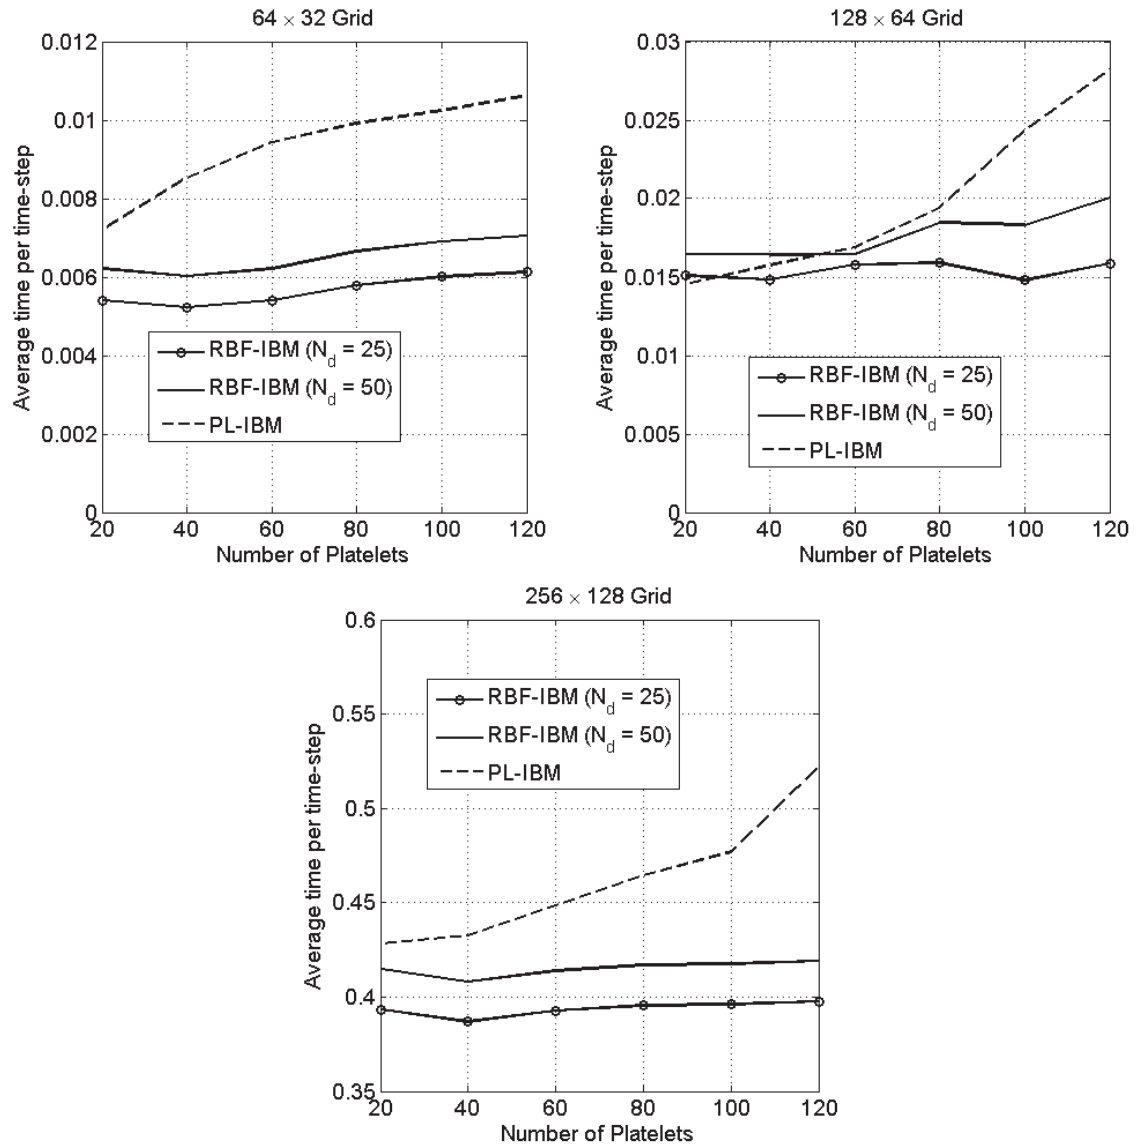 64 × 32 Grid
0.012
0.01
0.008
0.006
0.004
0.002
0
Average time per time-step
RBF-IBM (N_d = 25)
RBF-IBM (N_d = 50)
PL-IBM
20 40 60 80 100 120
Number of Platelets
128 × 64 Grid
0.03
0.025
0.02
0.015
0.01
0.005
0
Average time per time-step
RBF-IBM (N_d = 25)
RBF-IBM (N_d = 50)
PL-IBM
20 40 60 80 100 120
Number of Platelets
256 × 128 Grid
0.6
0.55
0.5
0.45
0.4
0.35
Average time per time-step
RBF-IBM (N_d = 25)
RBF-IBM (N_d = 50)
PL-IBM
20 40 60 80 100 120
Number of Platelets